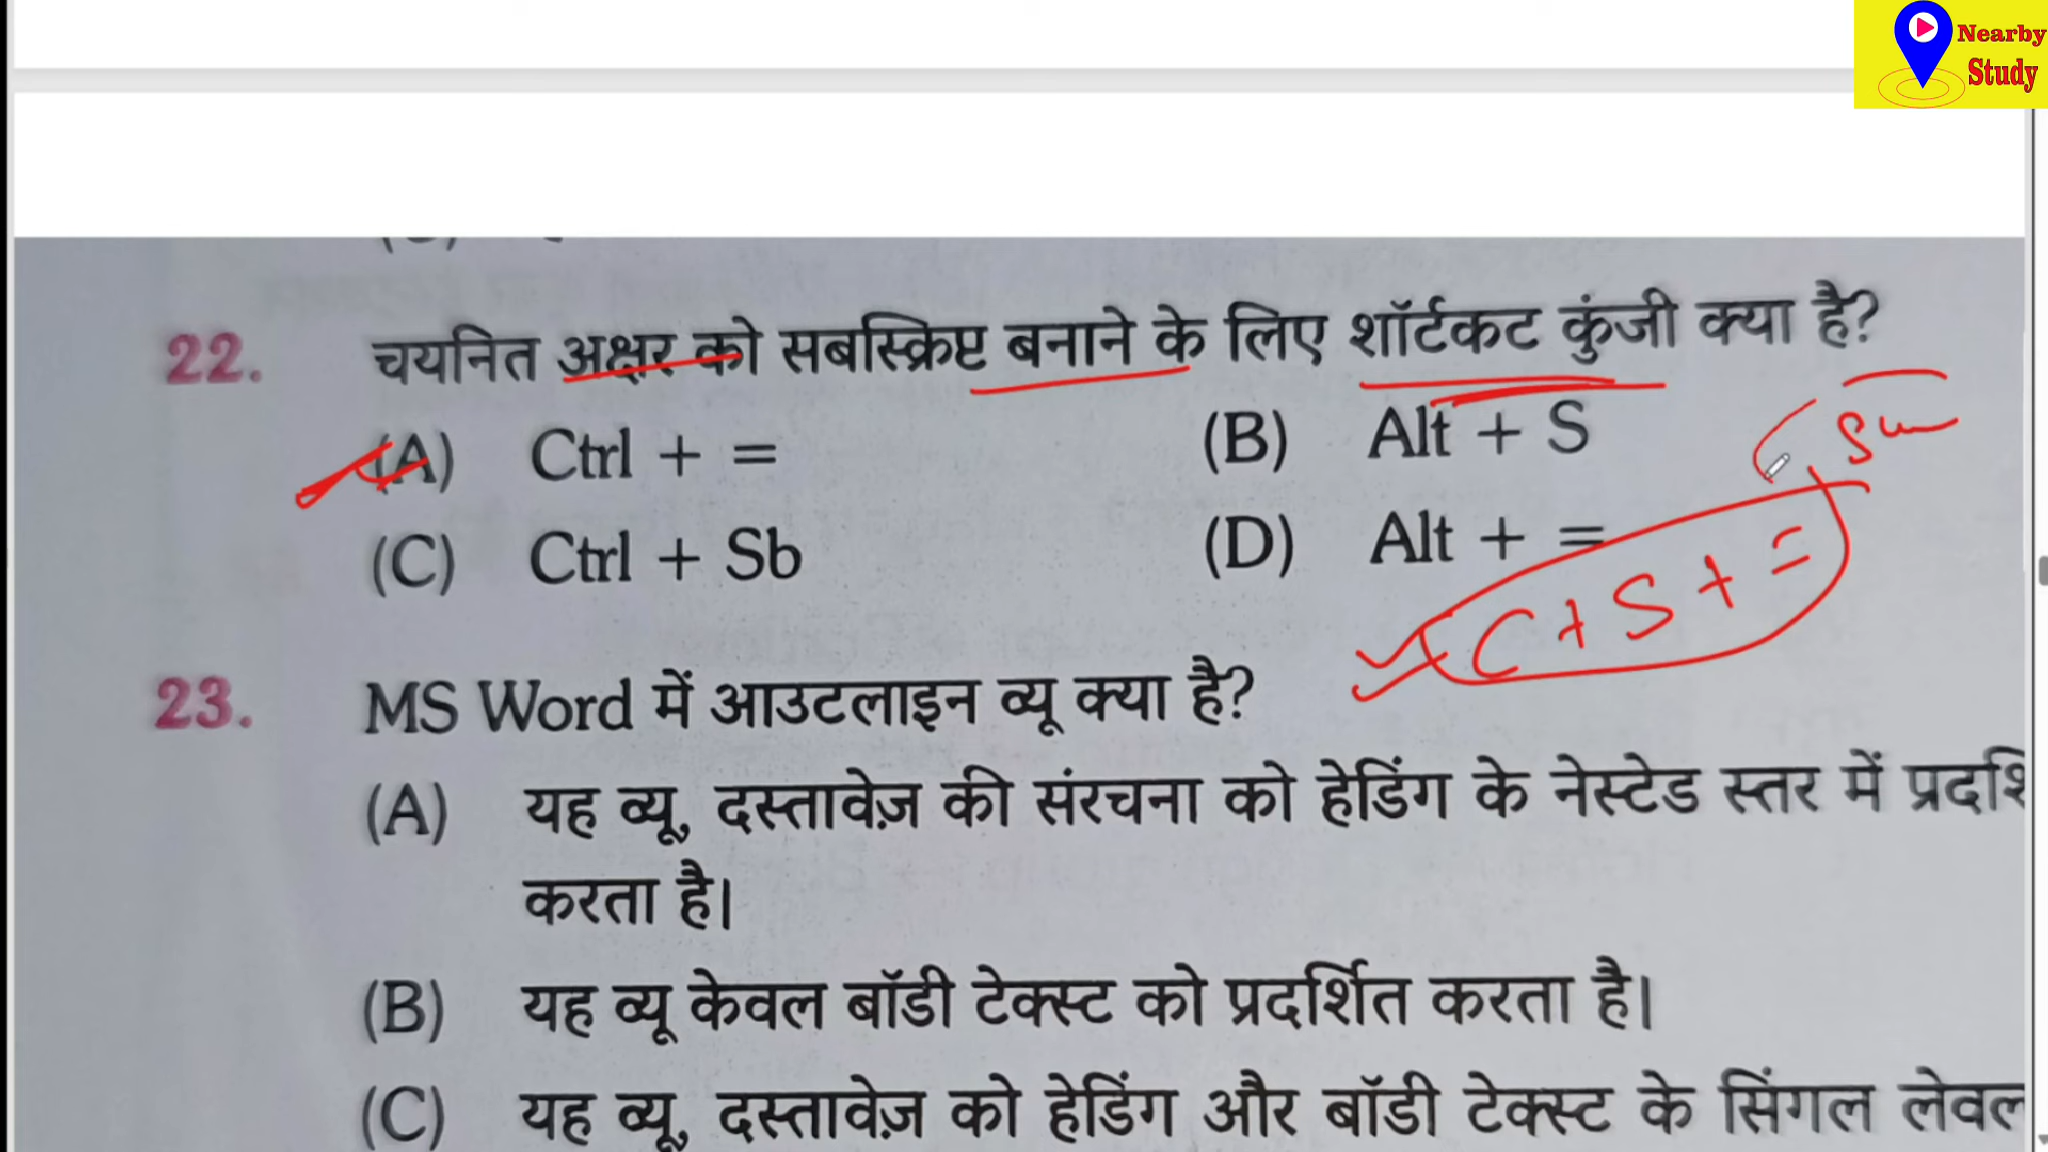 Nearby
Study
22. चयनित अक्षर को सबस्क्रिप्ट बनाने के लिए शॉर्टकट कुंजी क्या है?
(A) Ctrl + = (B) Alt + S
(C) Ctrl + Sb (D) Alt + =
C + S + =
23. MS Word में आउटलाइन व्यू क्या है?
(A) यह व्यू, दस्तावेज़ की संरचना को हेडिंग के नेस्टेड स्तर में
करता है।
(B) यह व्यू केवल बॉडी टेक्स्ट को प्रदर्शित करता है।
(C) यह व्यू, दस्तावेज़ को हेडिंग और बॉडी टेक्स्ट के सिंगल लेवल